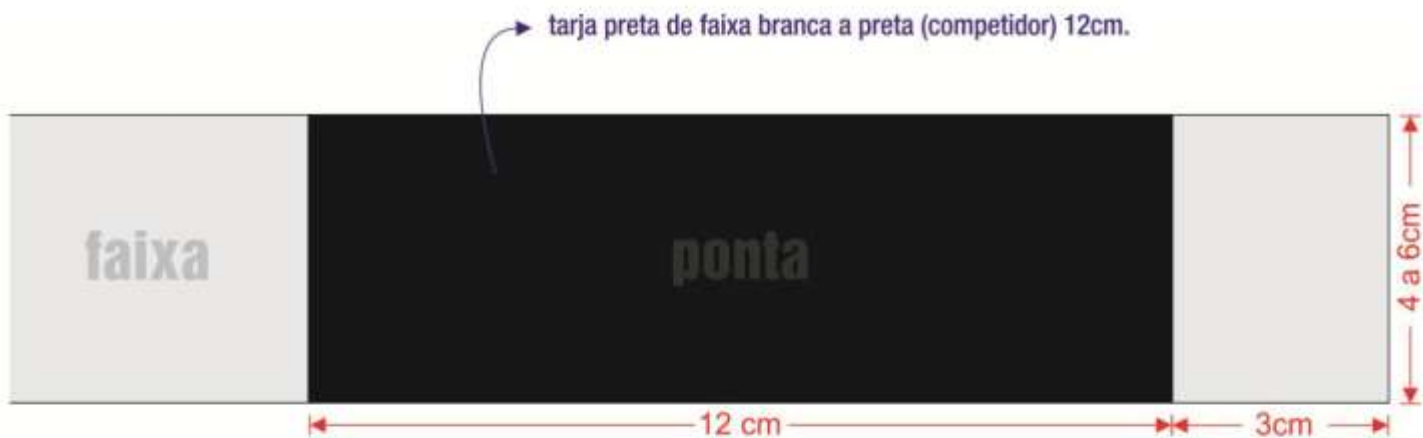 tarja preta de faixa branca a preta (competidor) 12cm.
faixa
ponta
4 a 6cm
12 cm
3cm